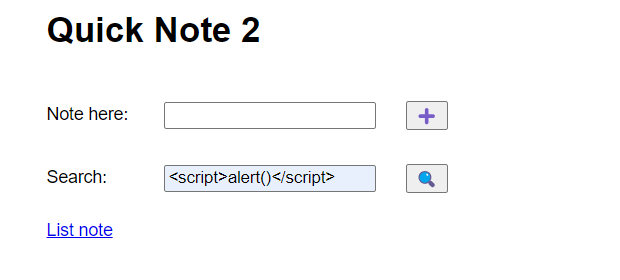 Quick Note 2
Note here:
Search: <script>alert()</script>
List note